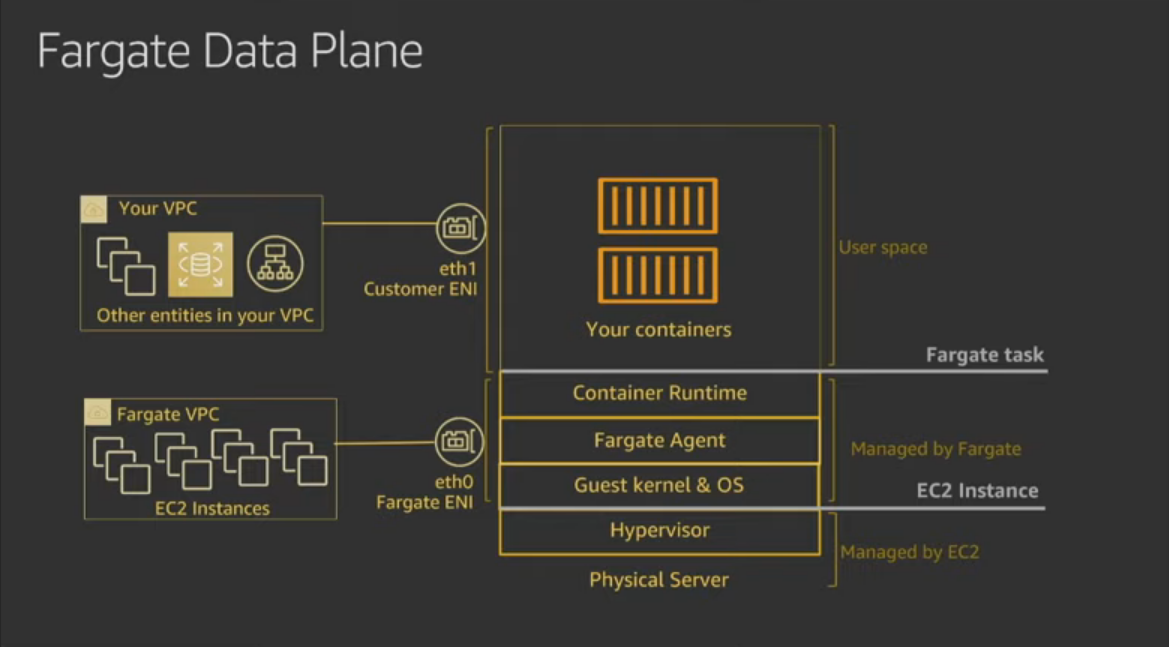 Fargate Data Plane
Your VPC
Other entities in your VPC
eth1
Customer ENI
Your containers
User space
Fargate task
Fargate VPC
EC2 Instances
eth0
Fargate ENI
Container Runtime
Fargate Agent
Guest kernel & OS
Managed by Fargate
EC2 Instance
Hypervisor
Physical Server
Managed by EC2